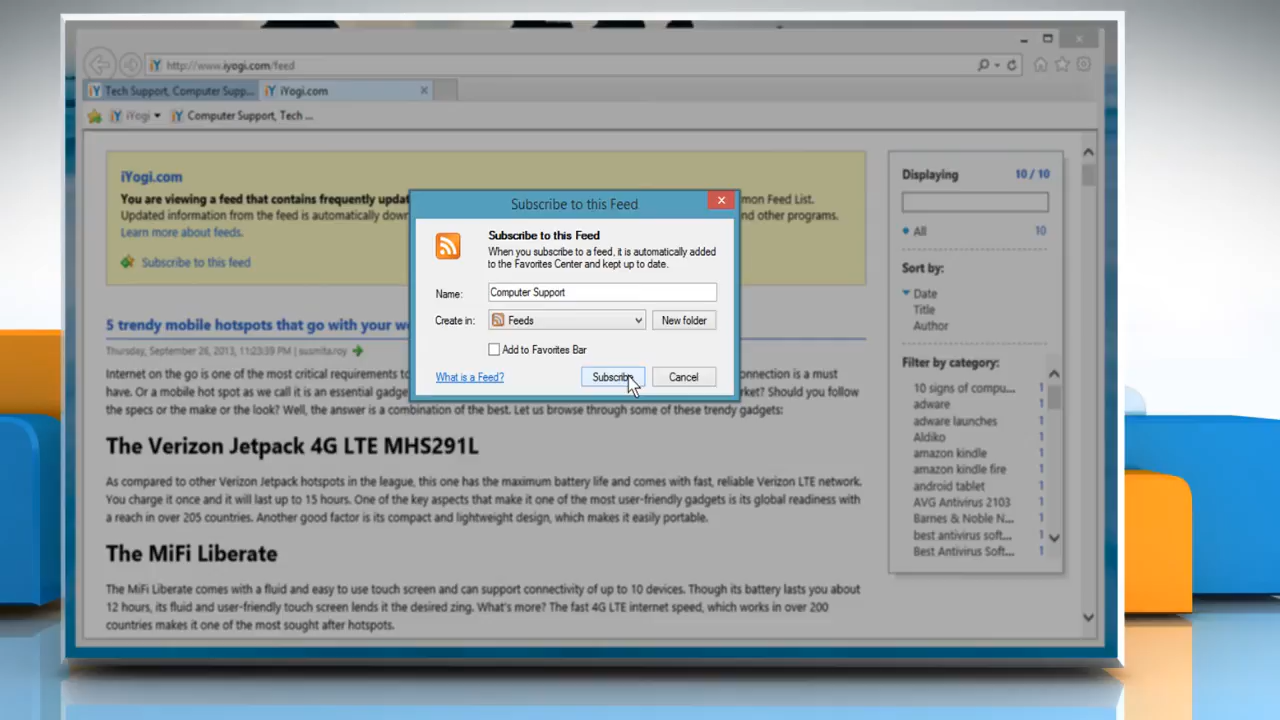 http://www.iyogi.com/feed
Tech Support, Computer Supp...
iYogi.com
iYogi
Computer Support, Tech ...
iYogi.com
You are viewing a feed that contains frequently
Updated information from the feed is automatically
Learn more about feeds.
Subscribe to this feed
mon Feed List.
nd other programs.
Displaying 10 / 10
All 10
Sort by:
Date
Title
Author
Filter by category:
10 signs of compu... 1
adware 1
adware launches 1
Aldiko 1
amazon kindle 1
amazon kindle fire 1
android tablet 1
AVG Antivirus 2103 1
Barnes & Noble N... 1
best antivirus soft... 1
Best Antivirus Soft... 1
Subscribe to this Feed
Subscribe to this Feed
When you subscribe to a feed, it is automatically added
to the Favorites Center and kept up to date.
Name: Computer Support
Create in: Feeds New folder
Add to Favorites Bar
What is a Feed? Subscribe Cancel
5 trendy mobile hotspots that go with your
Thursday, September 26, 2013, 11:23:39 PM | susmita.roy
Internet on the go is one of the most critical requirements connection is a must
have. Or a mobile hot spot as we call it is an essential market? Should you follow
the specs or the make or the look? Well, the answer is a combination of the best. Let us browse through some of these trendy gadgets:
The Verizon Jetpack 4G LTE MHS291L
As compared to other Verizon Jetpack hotspots in the league, this one has the maximum battery life and comes with fast, reliable Verizon LTE network.
You charge it once and it will last up to 15 hours. One of the key aspects that make it one of the most user-friendly gadgets is its global readiness with
a reach in over 205 countries. Another good factor is its compact and lightweight design, which makes it easily portable.
The MiFi Liberate
The MiFi Liberate comes with a fluid and easy to use touch screen and can support connectivity of up to 10 devices. Though its battery lasts you about
12 hours, its fluid and user-friendly touch screen lends it the desired zing. What's more? The fast 4G LTE internet speed, which works in over 200
countries makes it one of the most sought after hotspots.